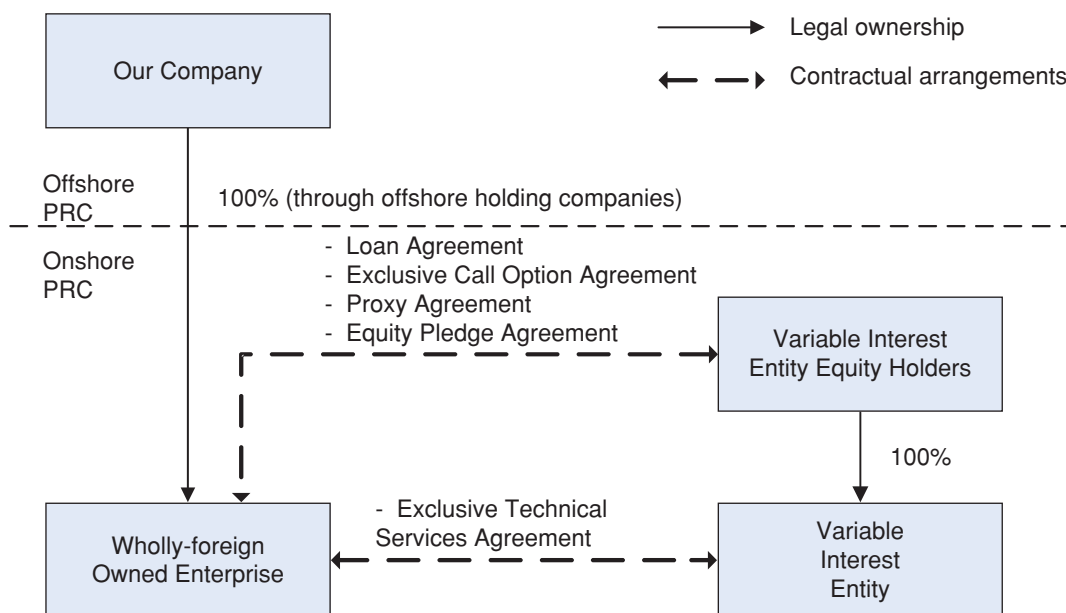 Our Company
Legal ownership
Contractual arrangements
Offshore
PRC
100% (through offshore holding companies)
Onshore
PRC
- Loan Agreement
- Exclusive Call Option Agreement
- Proxy Agreement
- Equity Pledge Agreement
Variable Interest
Entity Equity Holders
100%
- Exclusive Technical
Services Agreement
Wholly-foreign
Owned Enterprise
Variable
Interest
Entity